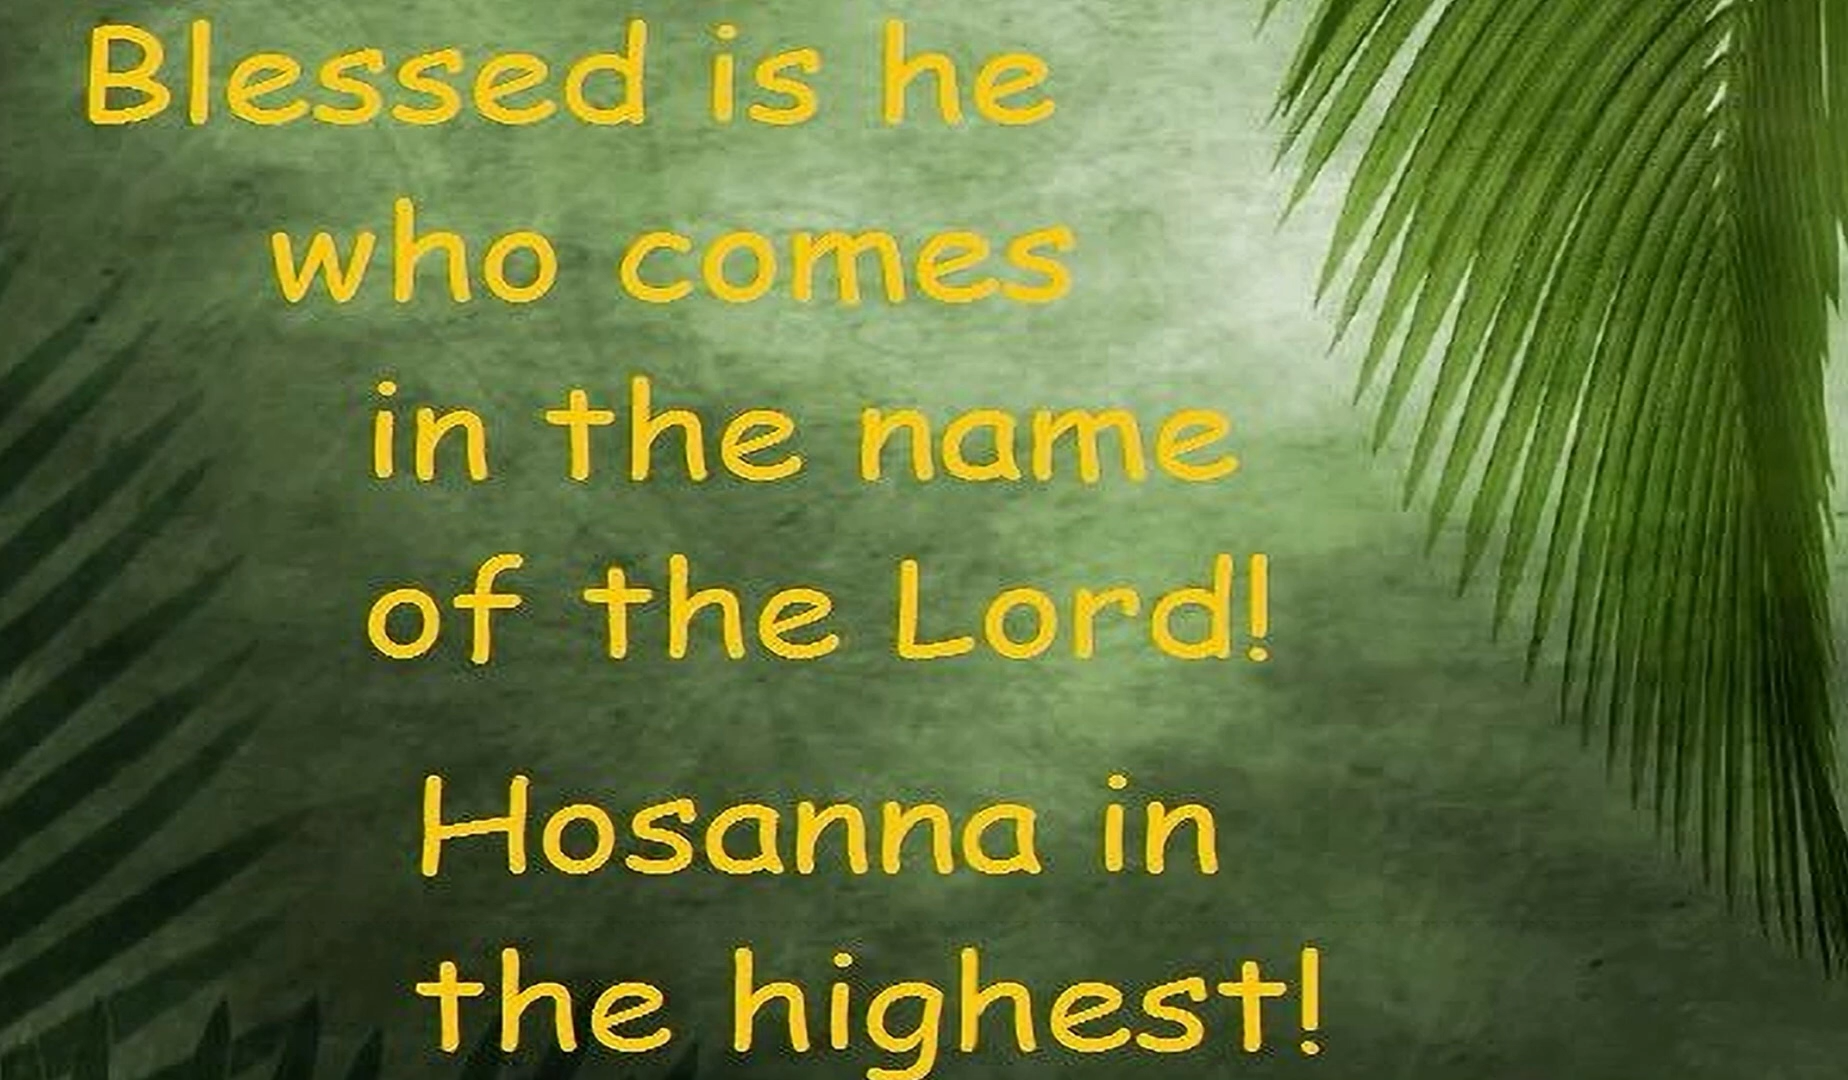 Blessed is he
who comes
in the name
of the Lord!
Hosanna in
the highest!